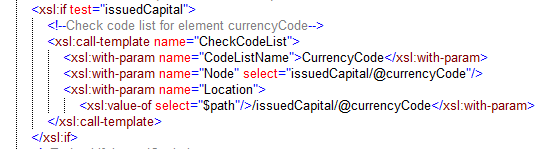 <xsl:if test="issuedCapital">
<!--Check code list for element currencyCode-->
<xsl:call-template name="CheckCodeList">
<xsl:with-param name="CodeListName">CurrencyCode</xsl:with-param>
<xsl:with-param name="Node" select="issuedCapital/@currencyCode"/>
<xsl:with-param name="Location">
<xsl:value-of select="$path"/>/issuedCapital/@currencyCode</xsl:with-param>
</xsl:call-template>
</xsl:if>